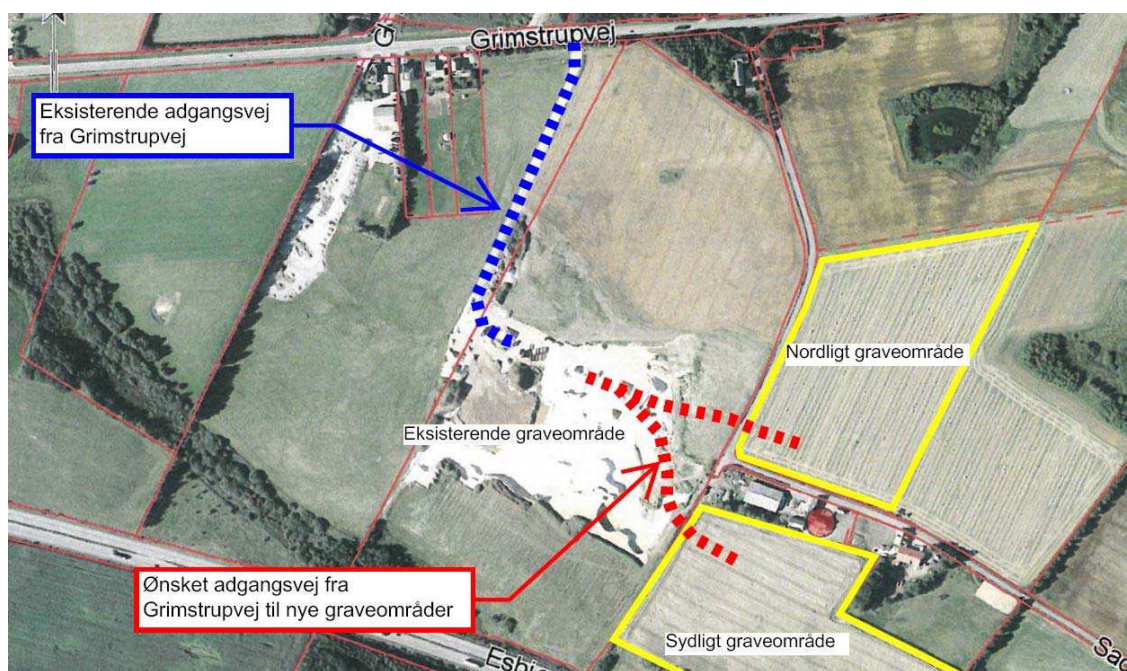 Grimstrupvej
Eksisterende adgangsvej
fra Grimstrupvej
Nordligt graveområde
Eksisterende graveområde
Ønsket adgangsvej fra
Grimstrupvej til nye graveområder
Sydligt graveområde